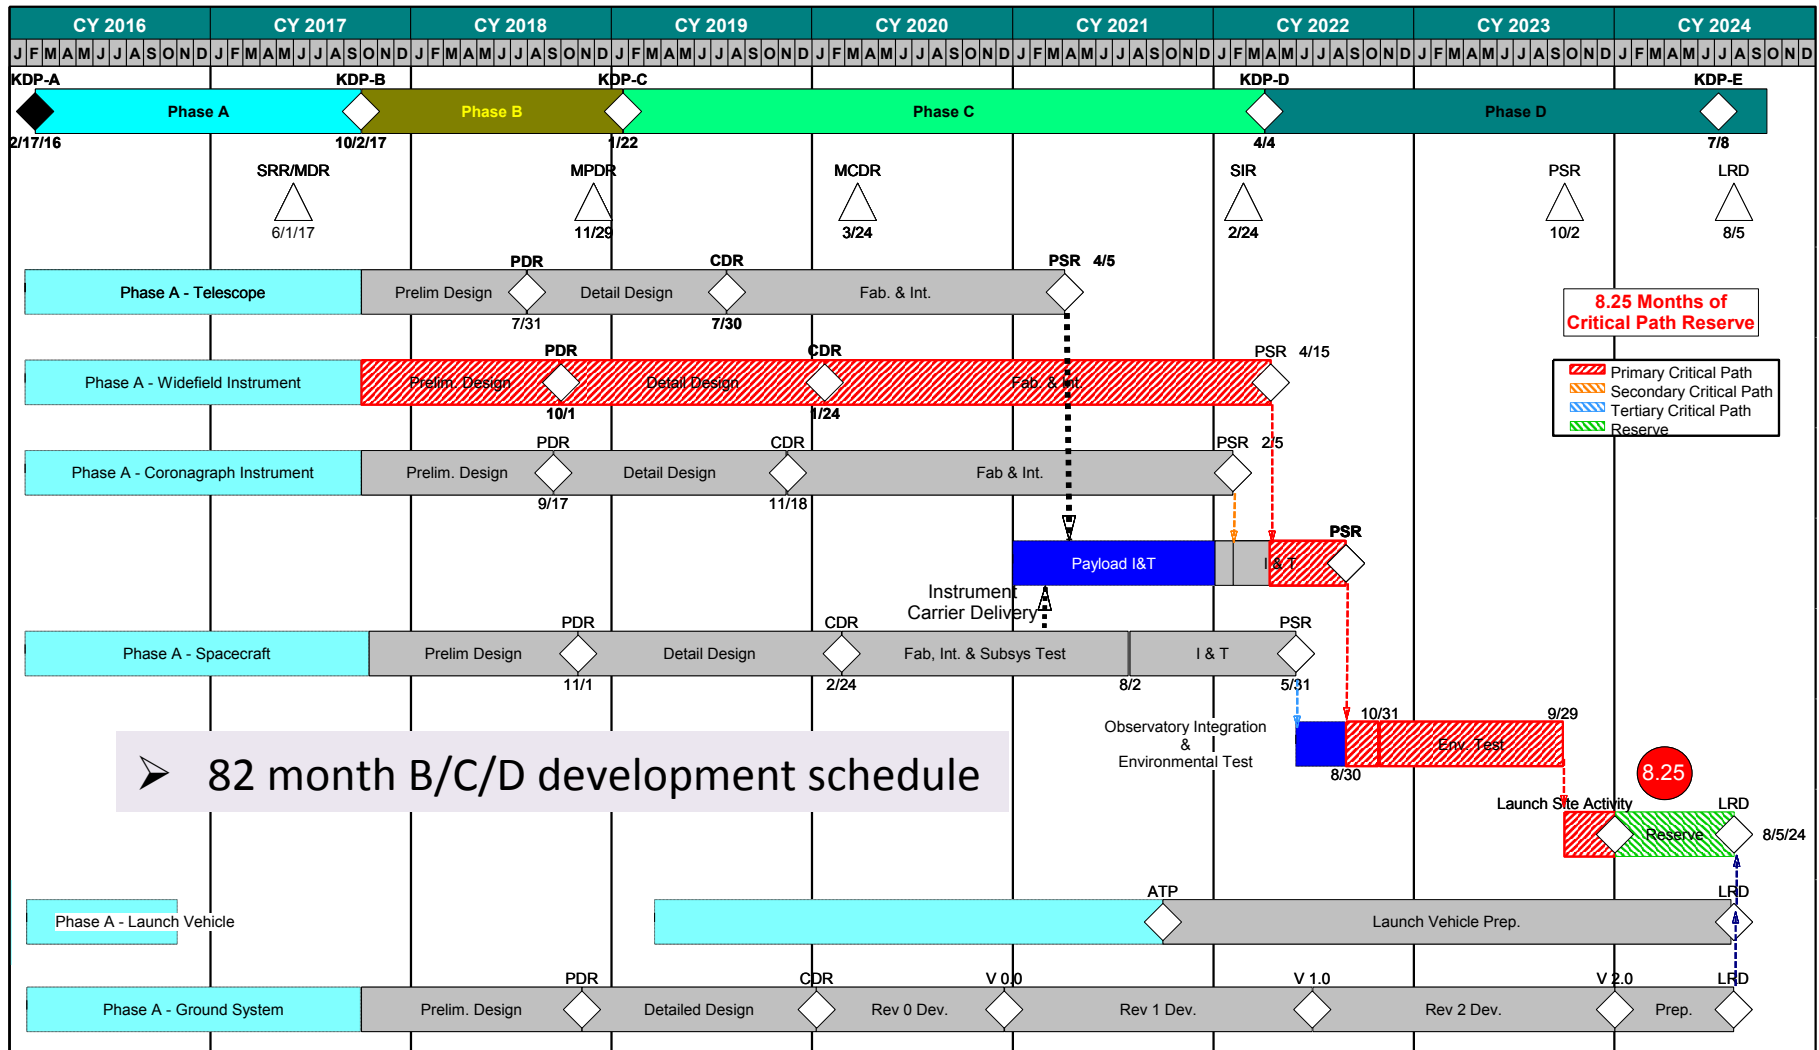 CY 2016 CY 2017 CY 2018 CY 2019 CY 2020 CY 2021 CY 2022 CY 2023 CY 2024
J F M A M J J A S O N D J F M A M J J A S O N D J F M A M J J A S O N D J F M A M J J A S O N D J F M A M J J A S O N D J F M A M J J A S O N D J F M A M J J A S O N D J F M A M J J A S O N D J F M A M J J A S O N D
KDP-A KDP-B KDP-C KDP-D KDP-E
Phase A Phase B Phase C Phase D
2/17/16 10/2/17 1/22 4/4 7/8
SRR/MDR MPDR MCDR SIR PSR LRD
6/1/17 11/29 3/24 2/24 10/2 8/5
PDR CDR PSR 4/5
Phase A - Telescope Prelim Design Detail Design Fab. & Int.
7/31 7/30
8.25 Months of
Critical Path Reserve
PDR CDR PSR 4/15
Phase A - Widefield Instrument Prelim. Design Detail Design Fab. & Int.
10/1 1/24
Primary Critical Path
Secondary Critical Path
Tertiary Critical Path
Reserve
PDR CDR PSR 2/5
Phase A - Coronagraph Instrument Prelim. Design Detail Design Fab & Int.
9/17 11/18
PSR
Payload I&T I & T
Instrument
Carrier Delivery
PDR CDR PSR
Phase A - Spacecraft Prelim Design Detail Design Fab, Int. & Subsys Test I & T
11/1 2/24 8/2 5/31
10/31 9/29
Observatory Integration
&
Environmental Test
Env. Test
8/30
➢ 82 month B/C/D development schedule
8.25
Launch Site Activity LRD
Reserve 8/5/24
ATP LRD
Phase A - Launch Vehicle Launch Vehicle Prep.
PDR CDR V 0.0 V 1.0 V 2.0 LRD
Phase A - Ground System Prelim. Design Detailed Design Rev 0 Dev. Rev 1 Dev. Rev 2 Dev. Prep.